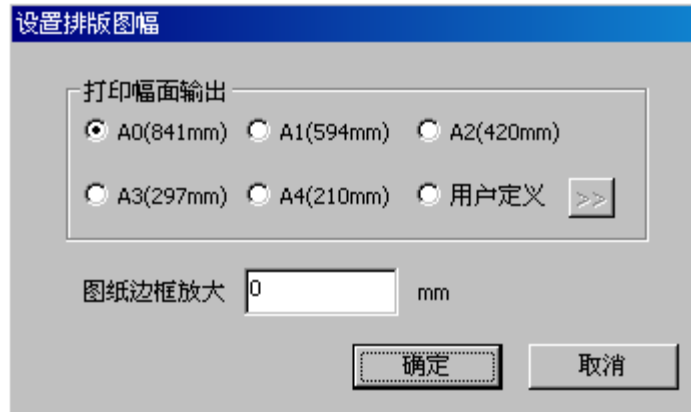 设置排版图幅
打印幅面输出
A0(841mm) A1(594mm) A2(420mm)
A3(297mm) A4(210mm) 用户定义 >>
图纸边框放大 0 mm
确定 取消